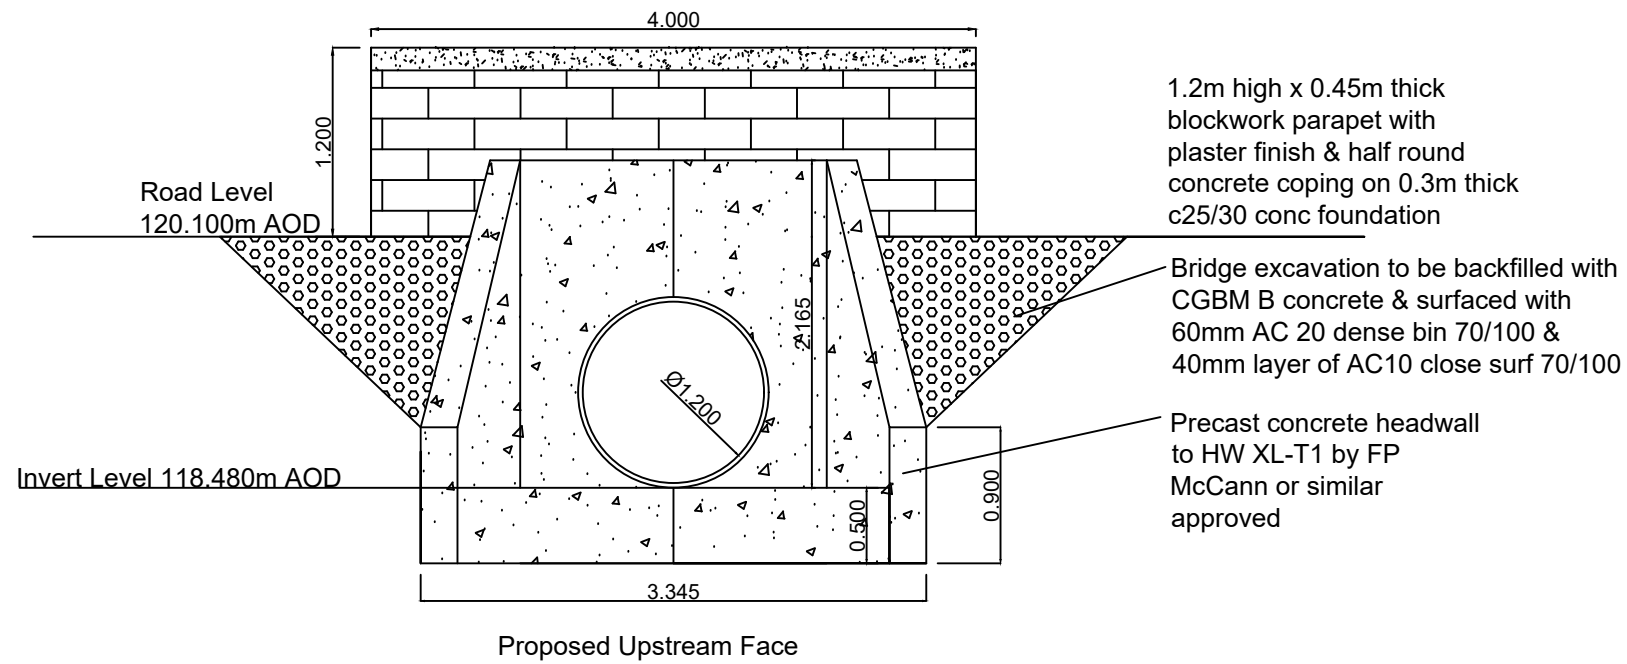 4.000
1.200
Road Level
120.100m AOD
1.2m high x 0.45m thick
blockwork parapet with
plaster finish & half round
concrete coping on 0.3m thick
c25/30 conc foundation
Bridge excavation to be backfilled with
CGBM B concrete & surfaced with
60mm AC 20 dense bin 70/100 &
40mm layer of AC10 close surf 70/100
2.165
Ø1.200
Precast concrete headwall
to HW XL-T1 by FP
McCann or similar
approved
Invert Level 118.480m AOD
0.500
0.900
3.345
Proposed Upstream Face